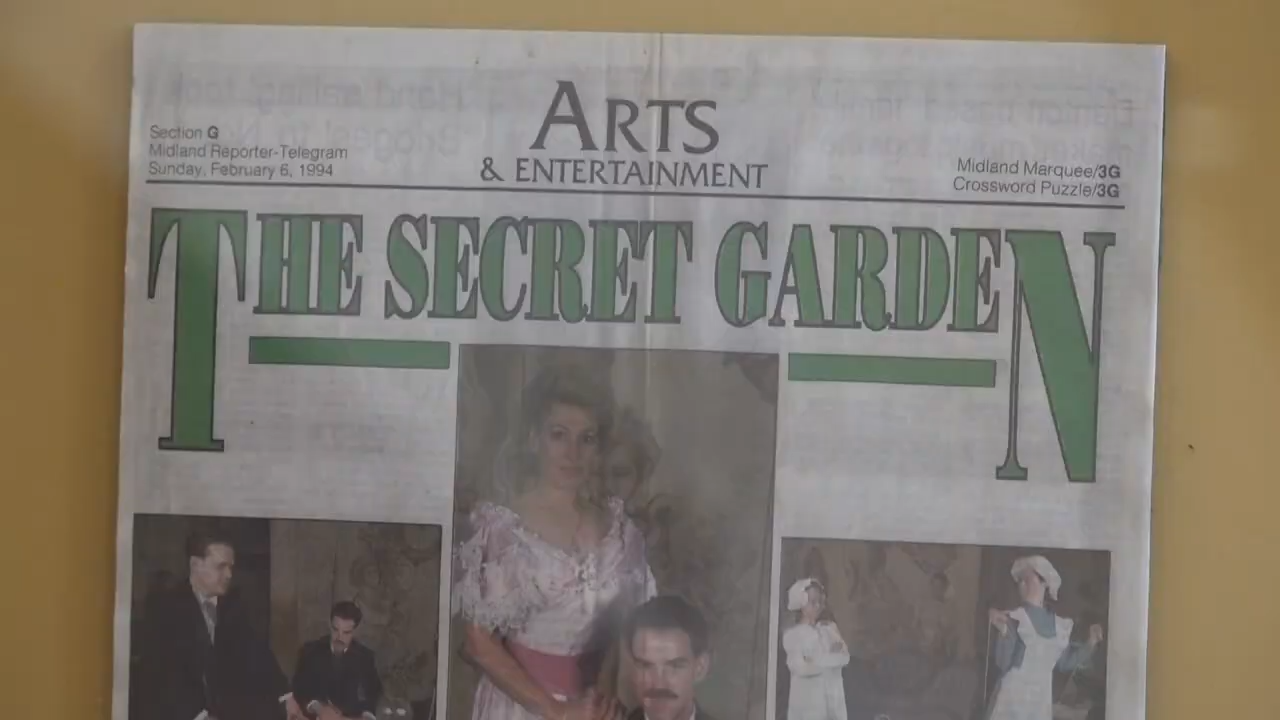 ARTS
& ENTERTAINMENT
Section G
Midland Reporter-Telegram
Sunday, February 6, 1994
Midland Marquee/3G
Crossword Puzzle/3G
THE SECRET GARDEN